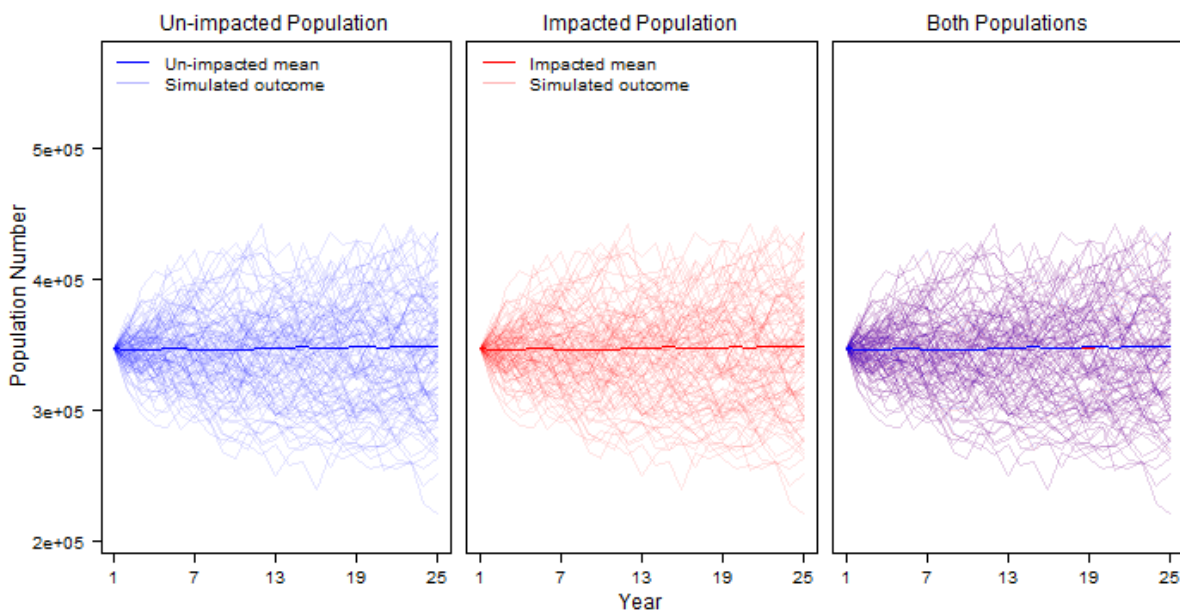 Un-impacted Population
Impacted Population
Both Populations
Un-impacted mean
Simulated outcome
Impacted mean
Simulated outcome
Population Number
5e+05
4e+05
3e+05
2e+05
1 7 13 19 25
1 7 13 19 25
1 7 13 19 25
Year